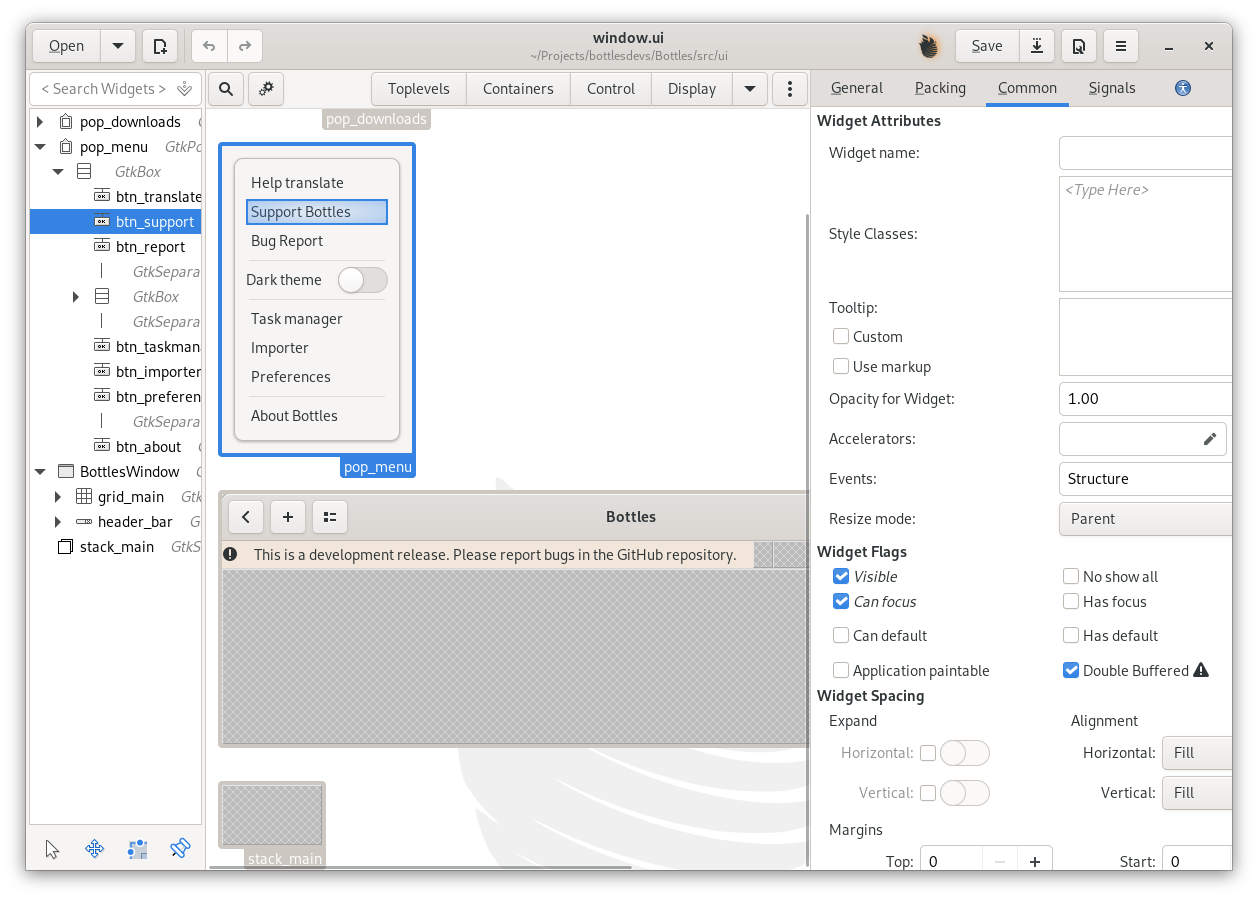 Open
window.ui
~/Projects/bottlesdevs/Bottles/src/ui
Save
< Search Widgets >
Toplevels
Containers
Control
Display
General
Packing
Common
Signals
pop_downloads
pop_menu GtkPo
GtkBox
btn_translate
btn_support
btn_report
GtkSepara
GtkBox
GtkSepara
btn_taskman
btn_importer
btn_preferen
GtkSepara
btn_about
BottlesWindow
grid_main Gtk
header_bar G
stack_main GtkS
pop_downloads
Help translate
Support Bottles
Bug Report
Dark theme
Task manager
Importer
Preferences
About Bottles
pop_menu
Bottles
This is a development release. Please report bugs in the GitHub repository.
stack_main
Widget Attributes
Widget name:
<Type Here>
Style Classes:
Tooltip:
Custom
Use markup
Opacity for Widget: 1.00
Accelerators:
Events: Structure
Resize mode: Parent
Widget Flags
Visible No show all
Can focus Has focus
Can default Has default
Application paintable Double Buffered
Widget Spacing
Expand Alignment
Horizontal: Horizontal: Fill
Vertical: Vertical: Fill
Margins
Top: 0 Start: 0